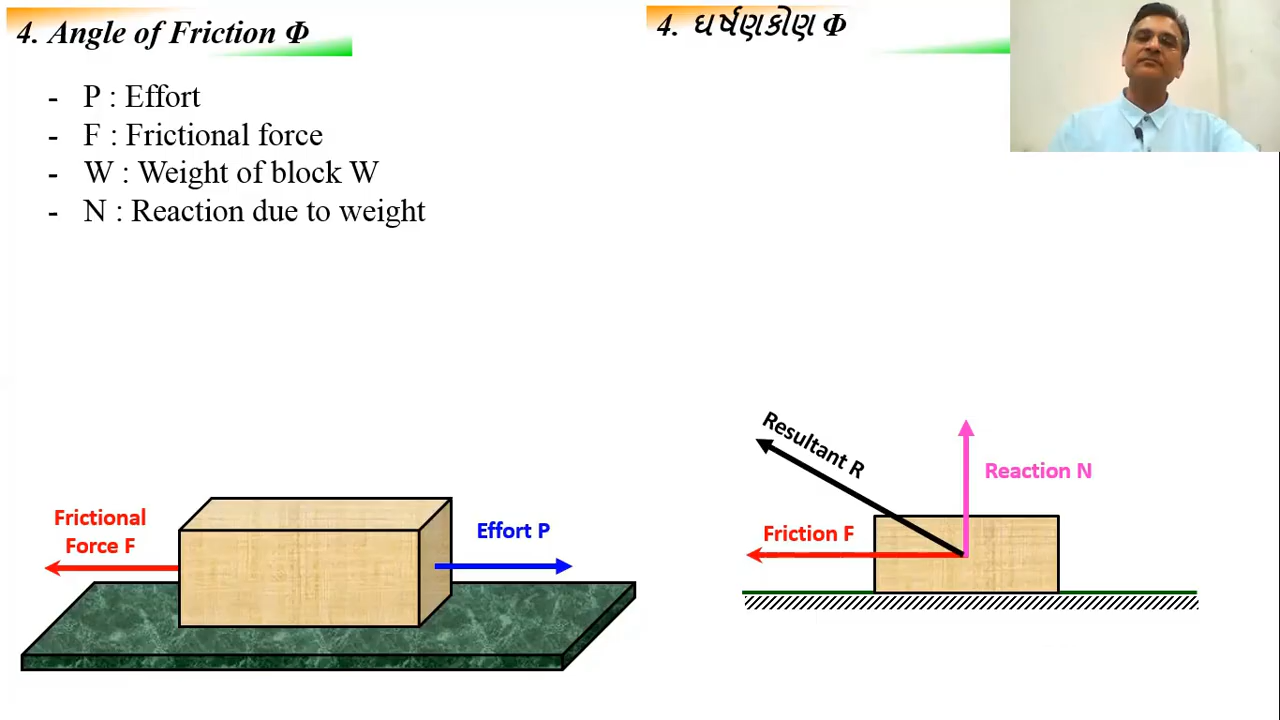 4. Angle of Friction Φ
- P : Effort
- F : Frictional force
- W : Weight of block W
- N : Reaction due to weight
Frictional
Force F
Effort P
4. ઘર્ષણકોણ Φ
Resultant R
Reaction N
Friction F